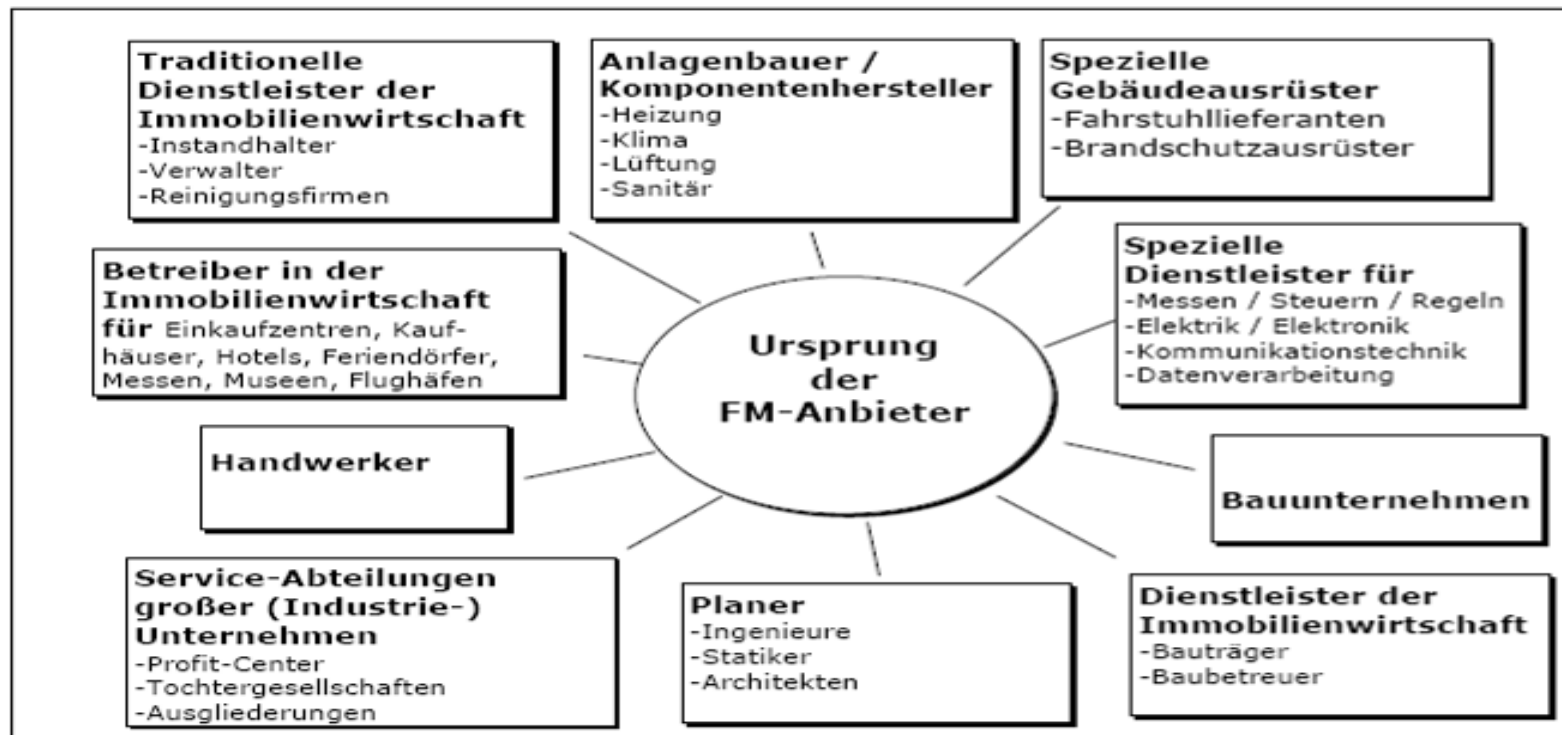 Traditionelle
Dienstleister der
Immobilienwirtschaft
-Instandhalter
-Verwalter
-Reinigungsfirmen
Anlagenbauer /
Komponentenhersteller
-Heizung
-Klima
-Lüftung
-Sanitär
Spezielle
Gebäudeausrüster
-Fahrstuhllieferanten
-Brandschutzausrüster
Betreiber in der
Immobilienwirtschaft
für Einkaufzentren, Kauf-
häuser, Hotels, Feriendörfer,
Messen, Museen, Flughäfen
Ursprung
der
FM-Anbieter
Spezielle
Dienstleister für
-Messen / Steuern / Regeln
-Elektrik / Elektronik
-Kommunikationstechnik
-Datenverarbeitung
Handwerker
Bauunternehmen
Service-Abteilungen
großer (Industrie-)
Unternehmen
-Profit-Center
-Tochtergesellschaften
-Ausgliederungen
Planer
-Ingenieure
-Statiker
-Architekten
Dienstleister der
Immobilienwirtschaft
-Bauträger
-Baubetreuer